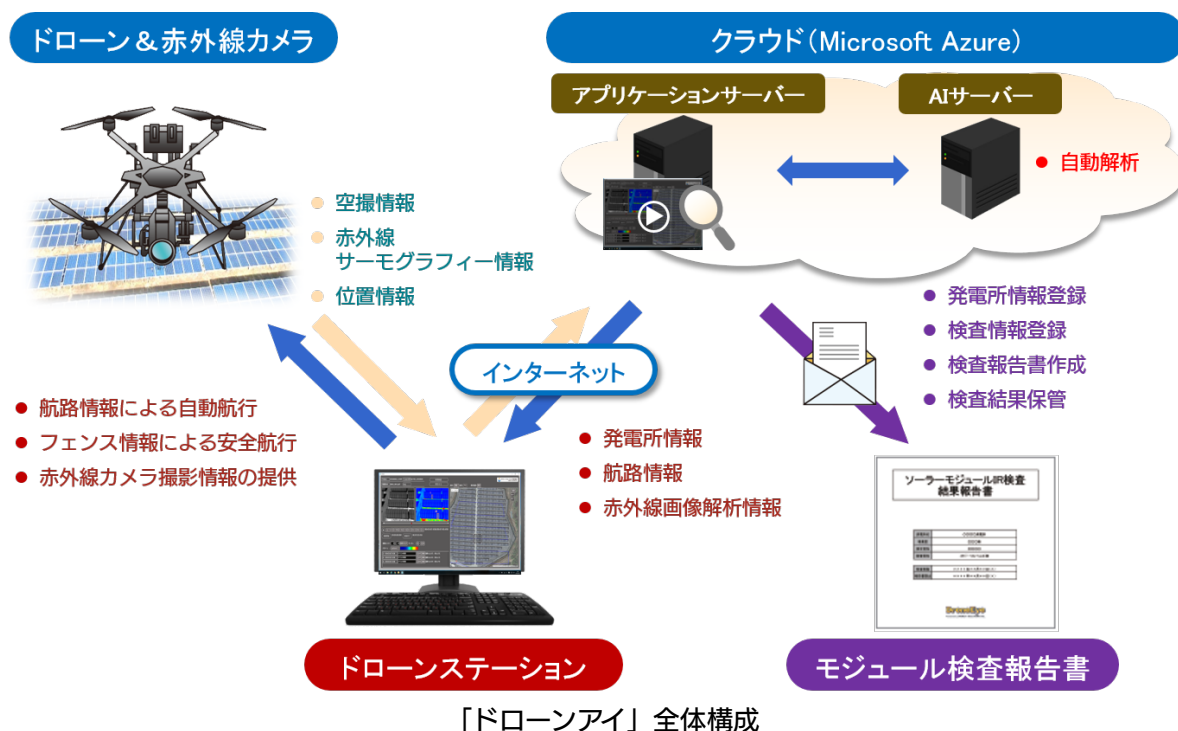 ドローン&赤外線カメラ
クラウド（Microsoft Azure）
アプリケーションサーバー
AIサーバー
● 自動解析
● 空撮情報
● 赤外線
サーモグラフィー情報
● 位置情報
● 発電所情報登録
● 検査情報登録
● 検査報告書作成
● 検査結果保管
インターネット
● 航路情報による自動航行
● フェンス情報による安全航行
● 赤外線カメラ撮影情報の提供
● 発電所情報
● 航路情報
● 赤外線画像解析情報
ソーラーモジュールIR検査
結果報告書
DroneEye
ドローンステーション
モジュール検査報告書
「ドローンアイ」全体構成